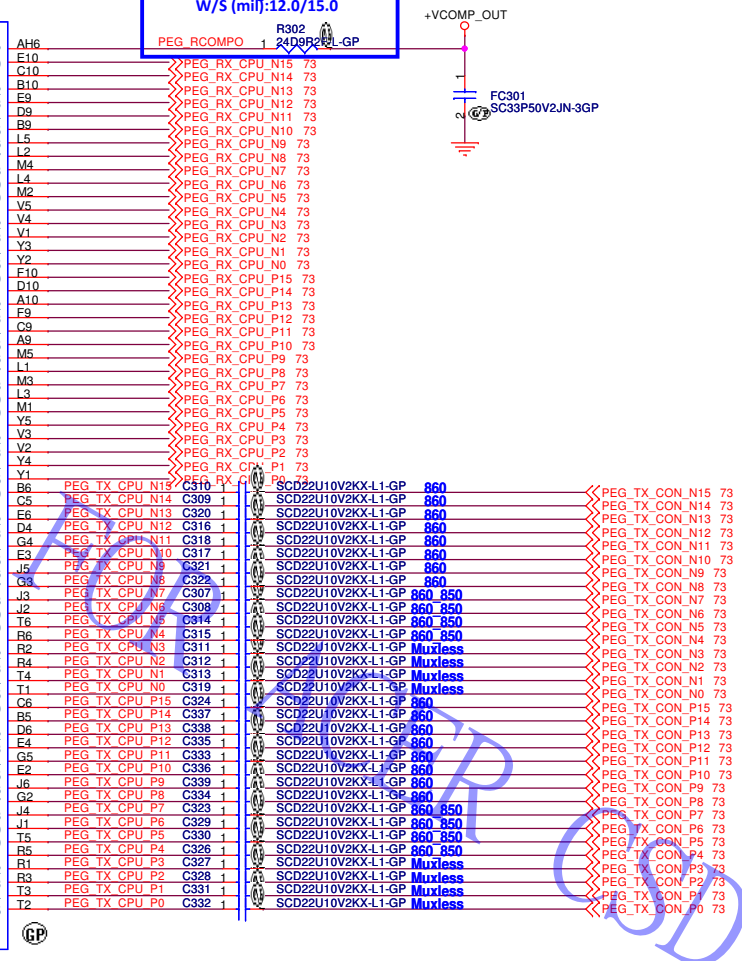 W/S (mil):12.0/15.0
+VCOMP_OUT
R302
AH6 PEG_RCOMPO 1 24D9R2F-L-GP
1
FC301
SC33P50V2JN-3GP
2
E10 PEG_RX_CPU_N15 73
C10 PEG_RX_CPU_N14 73
B10 PEG_RX_CPU_N13 73
E9 PEG_RX_CPU_N12 73
D9 PEG_RX_CPU_N11 73
B9 PEG_RX_CPU_N10 73
L5 PEG_RX_CPU_N9 73
L2 PEG_RX_CPU_N8 73
M4 PEG_RX_CPU_N7 73
L4 PEG_RX_CPU_N6 73
M2 PEG_RX_CPU_N5 73
V5 PEG_RX_CPU_N4 73
V4 PEG_RX_CPU_N3 73
V1 PEG_RX_CPU_N2 73
Y3 PEG_RX_CPU_N1 73
Y2 PEG_RX_CPU_N0 73
F10 PEG_RX_CPU_P15 73
D10 PEG_RX_CPU_P14 73
A10 PEG_RX_CPU_P13 73
F9 PEG_RX_CPU_P12 73
C9 PEG_RX_CPU_P11 73
A9 PEG_RX_CPU_P10 73
M5 PEG_RX_CPU_P9 73
L1 PEG_RX_CPU_P8 73
M3 PEG_RX_CPU_P7 73
L3 PEG_RX_CPU_P6 73
M1 PEG_RX_CPU_P5 73
Y5 PEG_RX_CPU_P4 73
V3 PEG_RX_CPU_P3 73
V2 PEG_RX_CPU_P2 73
Y4 PEG_RX_CPU_P1 73
Y1 PEG_RX_CPU_P0 73
B6 PEG_TX_CPU_N15 C310 1 SCD22U10V2KX-L1-GP 860 PEG_TX_CON_N15 73
C5 PEG_TX_CPU_N14 C309 1 SCD22U10V2KX-L1-GP 860 PEG_TX_CON_N14 73
E6 PEG_TX_CPU_N13 C320 1 SCD22U10V2KX-L1-GP 860 PEG_TX_CON_N13 73
D4 PEG_TX_CPU_N12 C316 1 SCD22U10V2KX-L1-GP 860 PEG_TX_CON_N12 73
G4 PEG_TX_CPU_N11 C318 1 SCD22U10V2KX-L1-GP 860 PEG_TX_CON_N11 73
E3 PEG_TX_CPU_N10 C317 1 SCD22U10V2KX-L1-GP 860 PEG_TX_CON_N10 73
J5 PEG_TX_CPU_N9 C321 1 SCD22U10V2KX-L1-GP 860 PEG_TX_CON_N9 73
G3 PEG_TX_CPU_N8 C322 1 SCD22U10V2KX-L1-GP 860 PEG_TX_CON_N8 73
J3 PEG_TX_CPU_N7 C307 1 SCD22U10V2KX-L1-GP 860_850 PEG_TX_CON_N7 73
J2 PEG_TX_CPU_N6 C308 1 SCD22U10V2KX-L1-GP 860_850 PEG_TX_CON_N6 73
T6 PEG_TX_CPU_N5 C314 1 SCD22U10V2KX-L1-GP 860_850 PEG_TX_CON_N5 73
R6 PEG_TX_CPU_N4 C315 1 SCD22U10V2KX-L1-GP 860_850 PEG_TX_CON_N4 73
R2 PEG_TX_CPU_N3 C311 1 SCD22U10V2KX-L1-GP Muxless PEG_TX_CON_N3 73
R4 PEG_TX_CPU_N2 C312 1 SCD22U10V2KX-L1-GP Muxless PEG_TX_CON_N2 73
T4 PEG_TX_CPU_N1 C313 1 SCD22U10V2KX-L1-GP Muxless PEG_TX_CON_N1 73
T1 PEG_TX_CPU_N0 C319 1 SCD22U10V2KX-L1-GP Muxless PEG_TX_CON_N0 73
C6 PEG_TX_CPU_P15 C324 1 SCD22U10V2KX-L1-GP 860 PEG_TX_CON_P15 73
B5 PEG_TX_CPU_P14 C337 1 SCD22U10V2KX-L1-GP 860 PEG_TX_CON_P14 73
D6 PEG_TX_CPU_P13 C338 1 SCD22U10V2KX-L1-GP 860 PEG_TX_CON_P13 73
E4 PEG_TX_CPU_P12 C335 1 SCD22U10V2KX-L1-GP 860 PEG_TX_CON_P12 73
G5 PEG_TX_CPU_P11 C333 1 SCD22U10V2KX-L1-GP 860 PEG_TX_CON_P11 73
E2 PEG_TX_CPU_P10 C336 1 SCD22U10V2KX-L1-GP 860 PEG_TX_CON_P10 73
J6 PEG_TX_CPU_P9 C339 1 SCD22U10V2KX-L1-GP 860 PEG_TX_CON_P9 73
G2 PEG_TX_CPU_P8 C334 1 SCD22U10V2KX-L1-GP 860 PEG_TX_CON_P8 73
J4 PEG_TX_CPU_P7 C323 1 SCD22U10V2KX-L1-GP 860_850 PEG_TX_CON_P7 73
J1 PEG_TX_CPU_P6 C329 1 SCD22U10V2KX-L1-GP 860_850 PEG_TX_CON_P6 73
T5 PEG_TX_CPU_P5 C330 1 SCD22U10V2KX-L1-GP 860_850 PEG_TX_CON_P5 73
R5 PEG_TX_CPU_P4 C326 1 SCD22U10V2KX-L1-GP 860_850 PEG_TX_CON_P4 73
R1 PEG_TX_CPU_P3 C327 1 SCD22U10V2KX-L1-GP Muxless PEG_TX_CON_P3 73
R3 PEG_TX_CPU_P2 C328 1 SCD22U10V2KX-L1-GP Muxless PEG_TX_CON_P2 73
T3 PEG_TX_CPU_P1 C331 1 SCD22U10V2KX-L1-GP Muxless PEG_TX_CON_P1 73
T2 PEG_TX_CPU_P0 C332 1 SCD22U10V2KX-L1-GP Muxless PEG_TX_CON_P0 73
GP
FOR ACER CSD